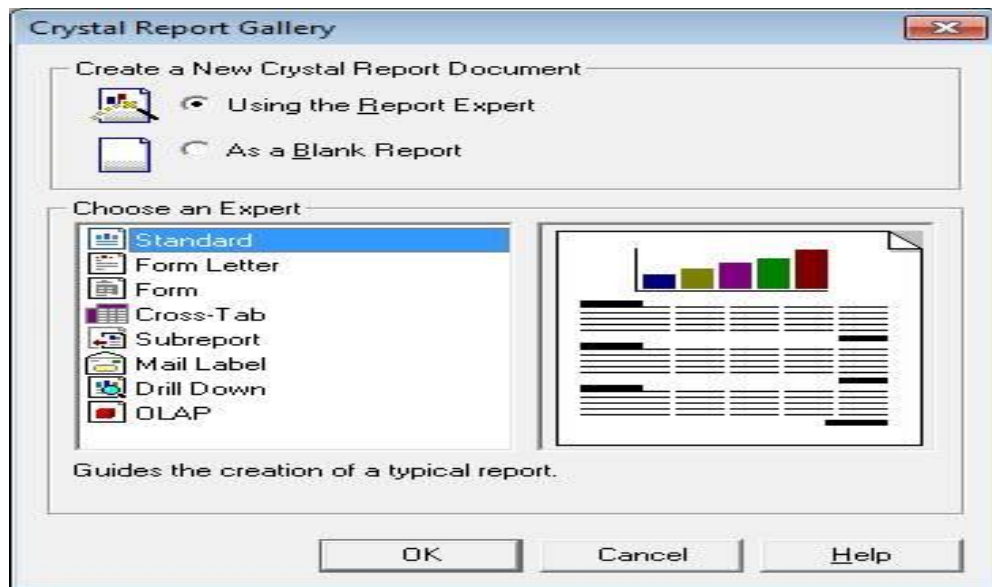 Crystal Report Gallery
Create a New Crystal Report Document
Using the Report Expert
As a Blank Report
Choose an Expert
Standard
Form Letter
Form
Cross-Tab
Subreport
Mail Label
Drill Down
OLAP
Guides the creation of a typical report.
OK Cancel Help